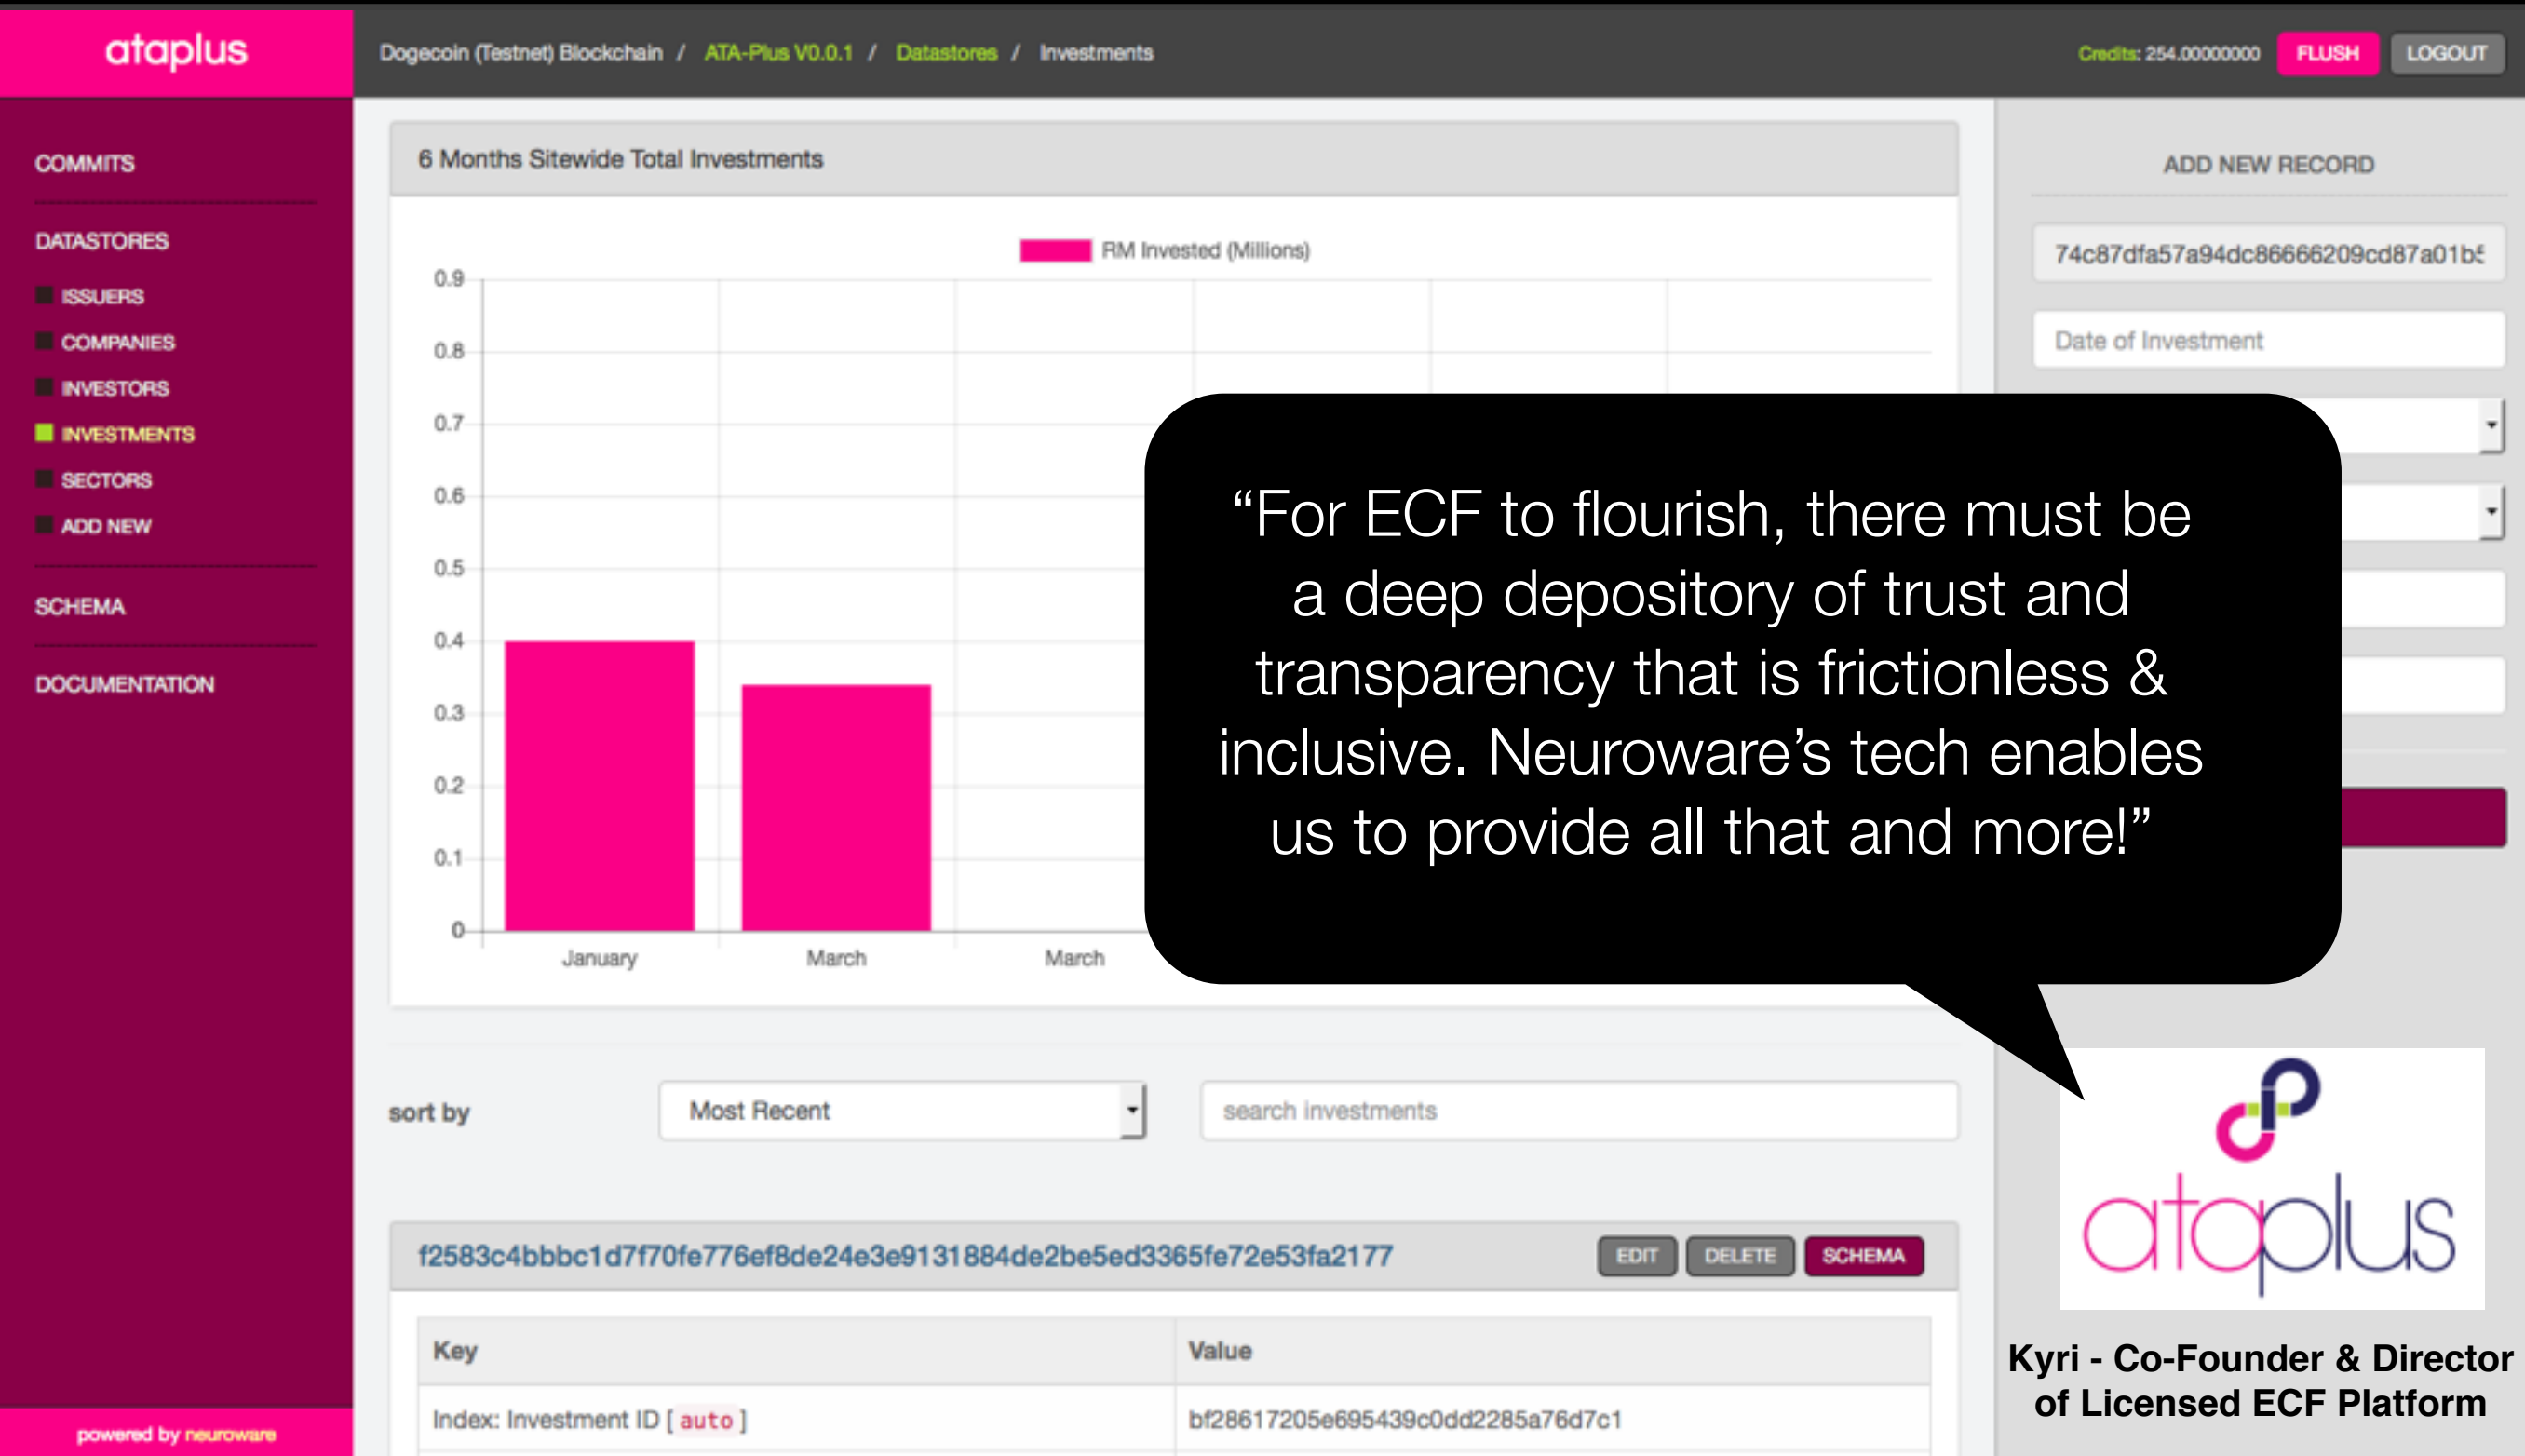 ataplus
Dogecoin (Testnet) Blockchain / ATA-Plus V0.0.1 / Datastores / Investments
Credits: 254.00000000
FLUSH
LOGOUT
COMMITS
DATASTORES
ISSUERS
COMPANIES
INVESTORS
INVESTMENTS
SECTORS
ADD NEW
SCHEMA
DOCUMENTATION
powered by neuroware
6 Months Sitewide Total Investments
RM Invested (Millions)
0.9
0.8
0.7
0.6
0.5
0.4
0.3
0.2
0.1
0
January
March
March
“For ECF to flourish, there must be
a deep depository of trust and
transparency that is frictionless &
inclusive. Neuroware’s tech enables
us to provide all that and more!”
sort by
Most Recent
search investments
f2583c4bbbc1d7f70fe776ef8de24e3e9131884de2be5ed3365fe72e53fa2177
EDIT
DELETE
SCHEMA
Key
Value
Index: Investment ID [ auto ]
bf28617205e695439c0dd2285a76d7c1
ADD NEW RECORD
74c87dfa57a94dc86666209cd87a01b5
Date of Investment
ataplus
Kyri - Co-Founder & Director
of Licensed ECF Platform